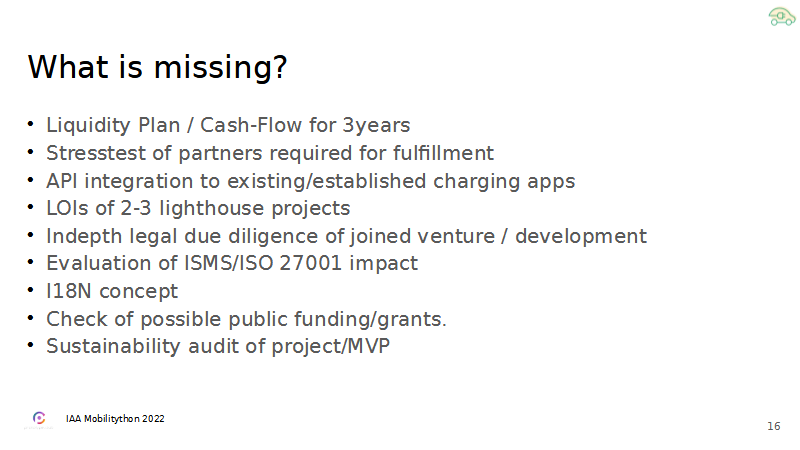 What is missing?
• Liquidity Plan / Cash-Flow for 3years
• Stresstest of partners required for fulfillment
• API integration to existing/established charging apps
• LOIs of 2-3 lighthouse projects
• Indepth legal due diligence of joined venture / development
• Evaluation of ISMS/ISO 27001 impact
• I18N concept
• Check of possible public funding/grants.
• Sustainability audit of project/MVP
IAA Mobilitython 2022
16